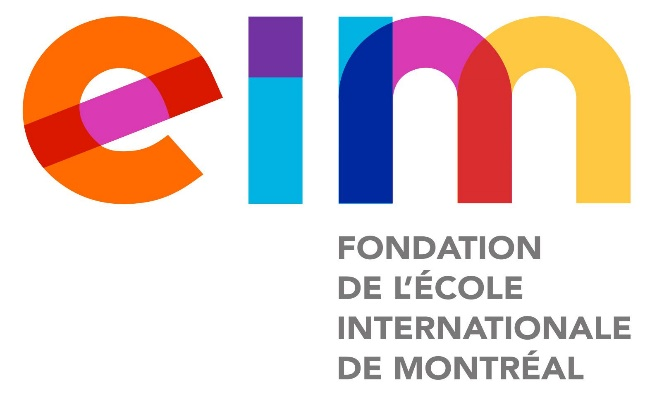 eim
FONDATION
DE L'ÉCOLE
INTERNATIONALE
DE MONTRÉAL